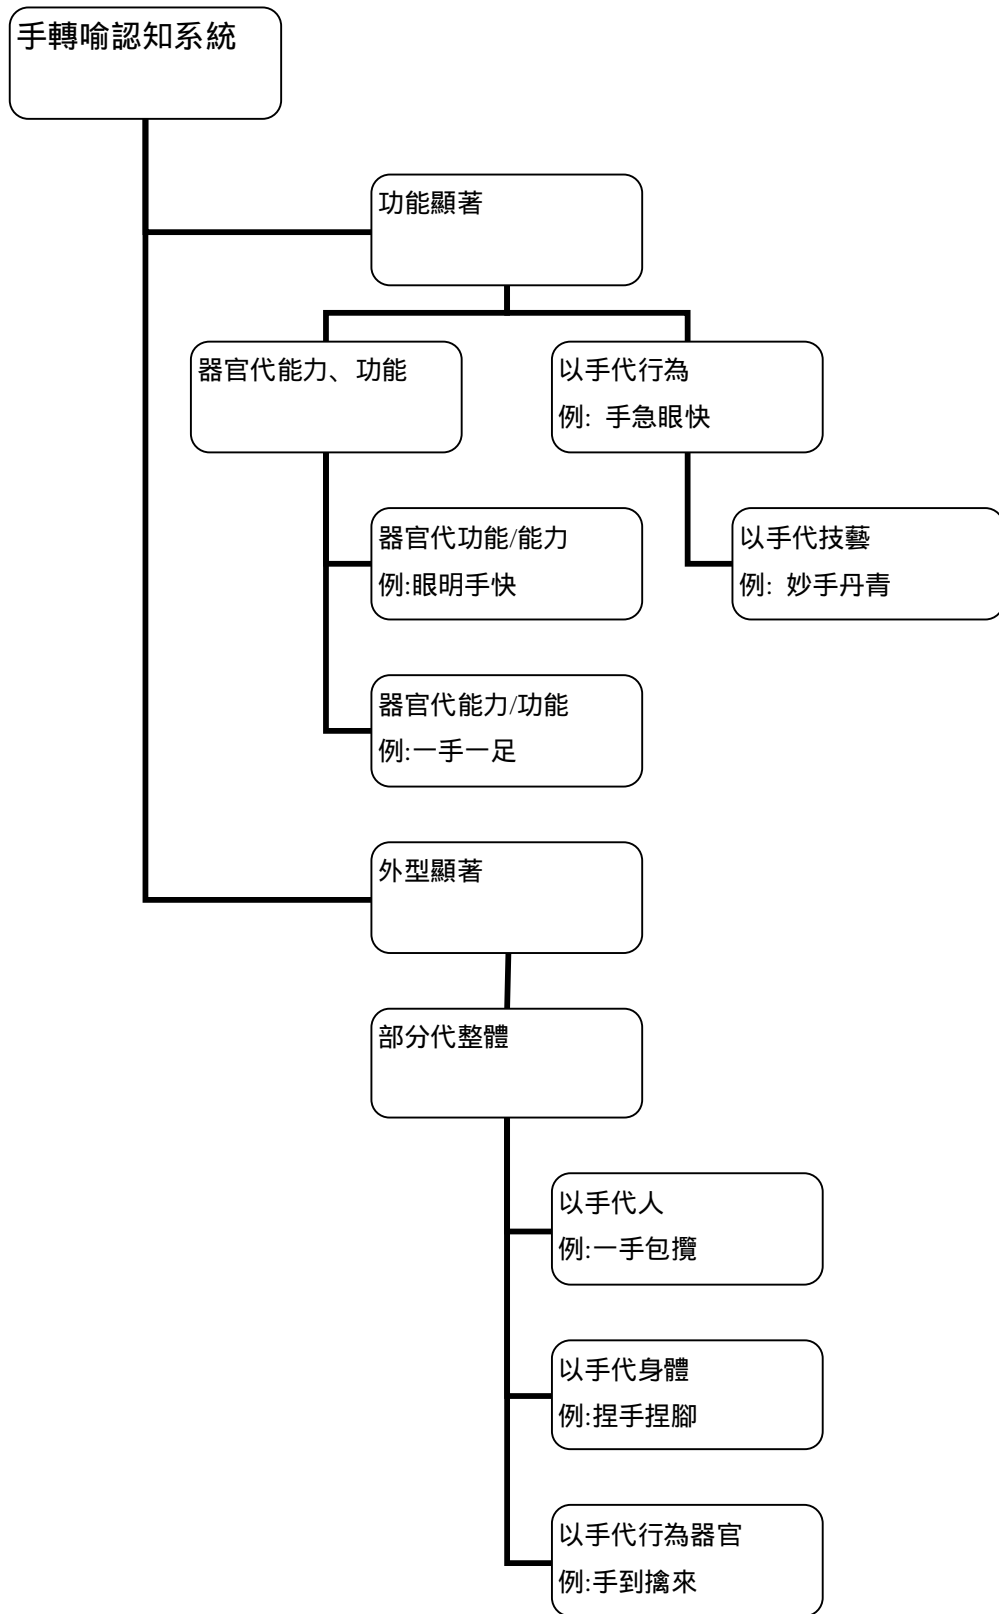 手轉喻認知系統
功能顯著
器官代能力、功能
以手代行為
例: 手急眼快
器官代功能/能力
例:眼明手快
以手代技藝
例: 妙手丹青
器官代能力/功能
例:一手一足
外型顯著
部分代整體
以手代人
例:一手包攬
以手代身體
例:捏手捏腳
以手代行為器官
例:手到擒來